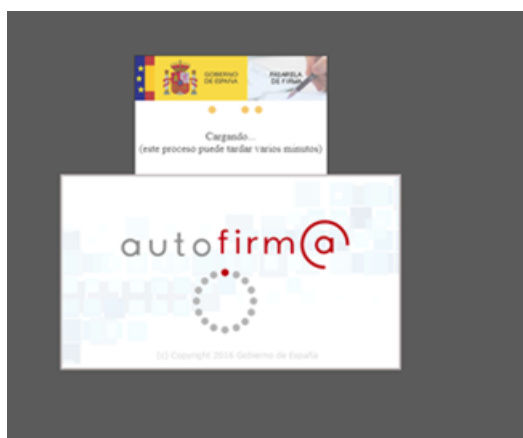 GOBIERNO
DE ESPAÑA
PASARELA
DE FIRMA
Cargando...
(este proceso puede tardar varios minutos)
autofirm@
(c) Copyright 2016 Gobierno de España